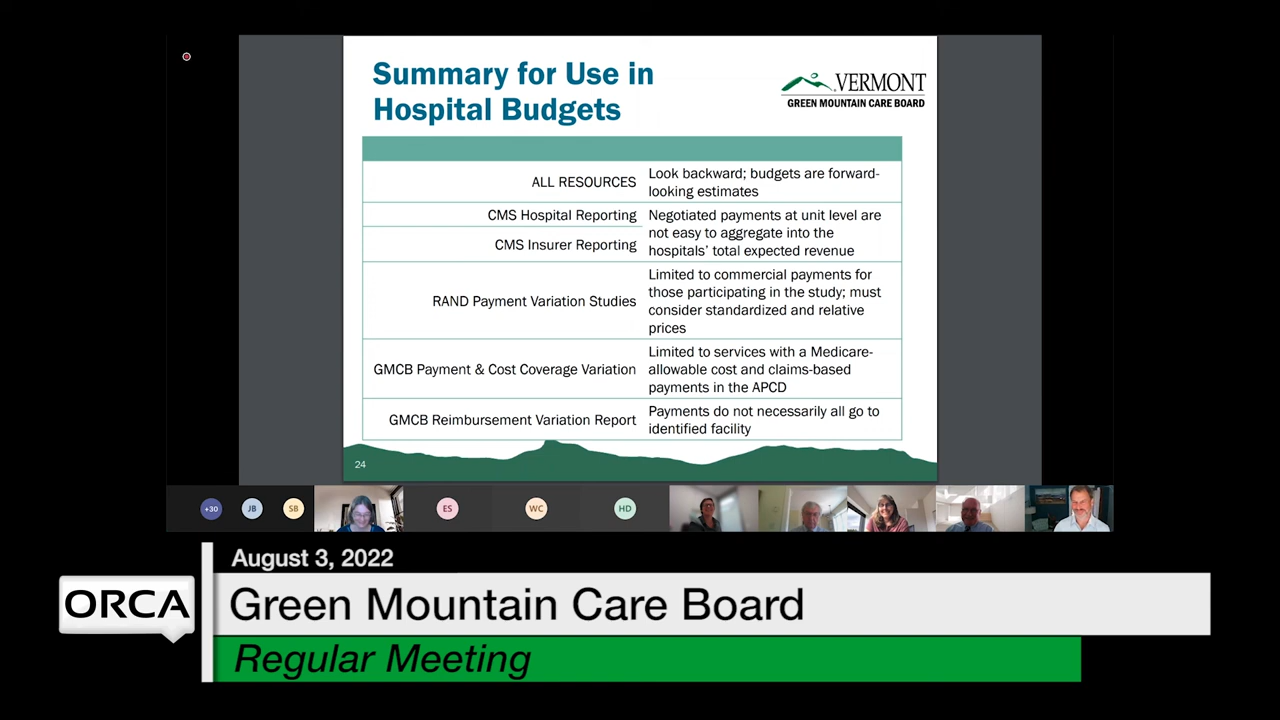 Summary for Use in
Hospital Budgets
VERMONT
GREEN MOUNTAIN CARE BOARD
ALL RESOURCES
Look backward; budgets are forward-
looking estimates
CMS Hospital Reporting
CMS Insurer Reporting
Negotiated payments at unit level are
not easy to aggregate into the
hospitals' total expected revenue
RAND Payment Variation Studies
Limited to commercial payments for
those participating in the study; must
consider standardized and relative
prices
GMCB Payment & Cost Coverage Variation
Limited to services with a Medicare-
allowable cost and claims-based
payments in the APCD
GMCB Reimbursement Variation Report
Payments do not necessarily all go to
identified facility
24
+30
JB
SB
ES
WC
HD
August 3, 2022
ORCA
Green Mountain Care Board
Regular Meeting